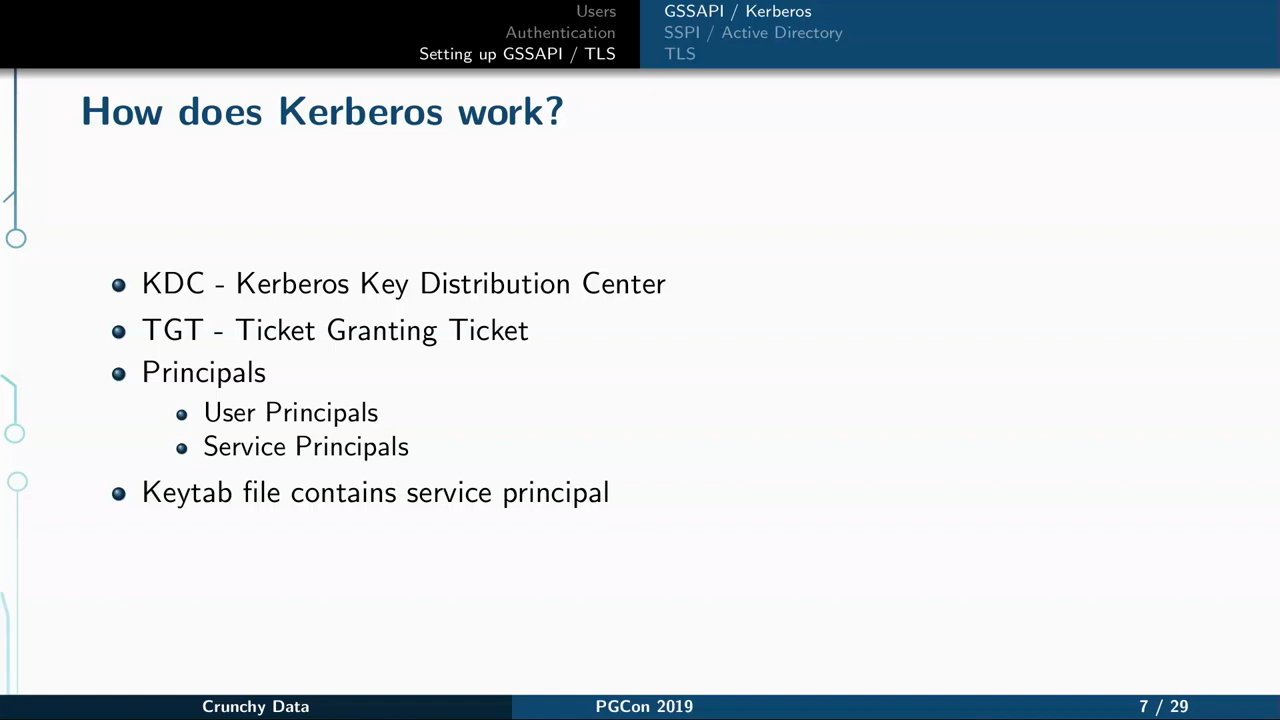 Users
Authentication
Setting up GSSAPI / TLS
GSSAPI / Kerberos
SSPI / Active Directory
TLS
How does Kerberos work?
KDC - Kerberos Key Distribution Center
TGT - Ticket Granting Ticket
Principals
User Principals
Service Principals
Keytab file contains service principal
Crunchy Data
PGCon 2019
7 / 29